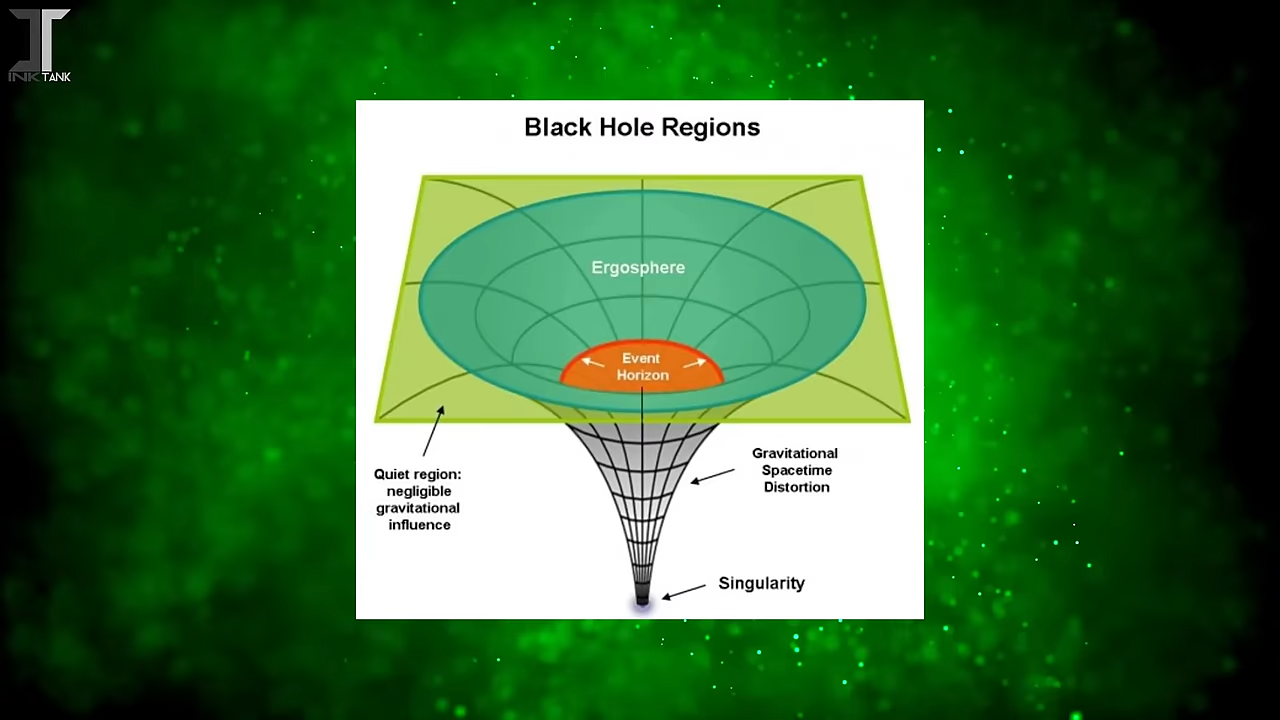 INK TANK
Black Hole Regions
Ergosphere
Event
Horizon
Gravitational
Spacetime
Distortion
Quiet region:
negligible
gravitational
influence
Singularity